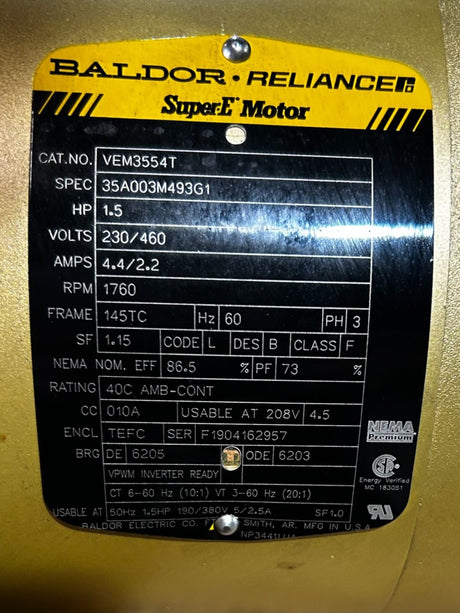 BALDOR • RELIANCE
Super-E Motor
CAT.NO. VEM3554T
SPEC 35A003M493G1
HP 1.5
VOLTS 230/460
AMPS 4.4/2.2
RPM 1760
FRAME 145TC Hz 60 PH 3
SF 1.15 CODE L DES B CLASS F
NEMA NOM. EFF 86.5 % PF 73 %
RATING 40C AMB-CONT
CC 010A USABLE AT 208V 4.5
ENCL TEFC SER F1904162957
BRG DE 6205 ODE 6203
VPWM INVERTER READY
CT 6-60 Hz (10:1) VT 3-60 Hz (20:1)
USABLE AT 50Hz 1.5HP 190/380V 5/2.5A SF1.0
BALDOR ELECTRIC CO. SMITH, AR. MFG IN U.S.A.
NEMA
Premium
Energy Verified
MC 183051